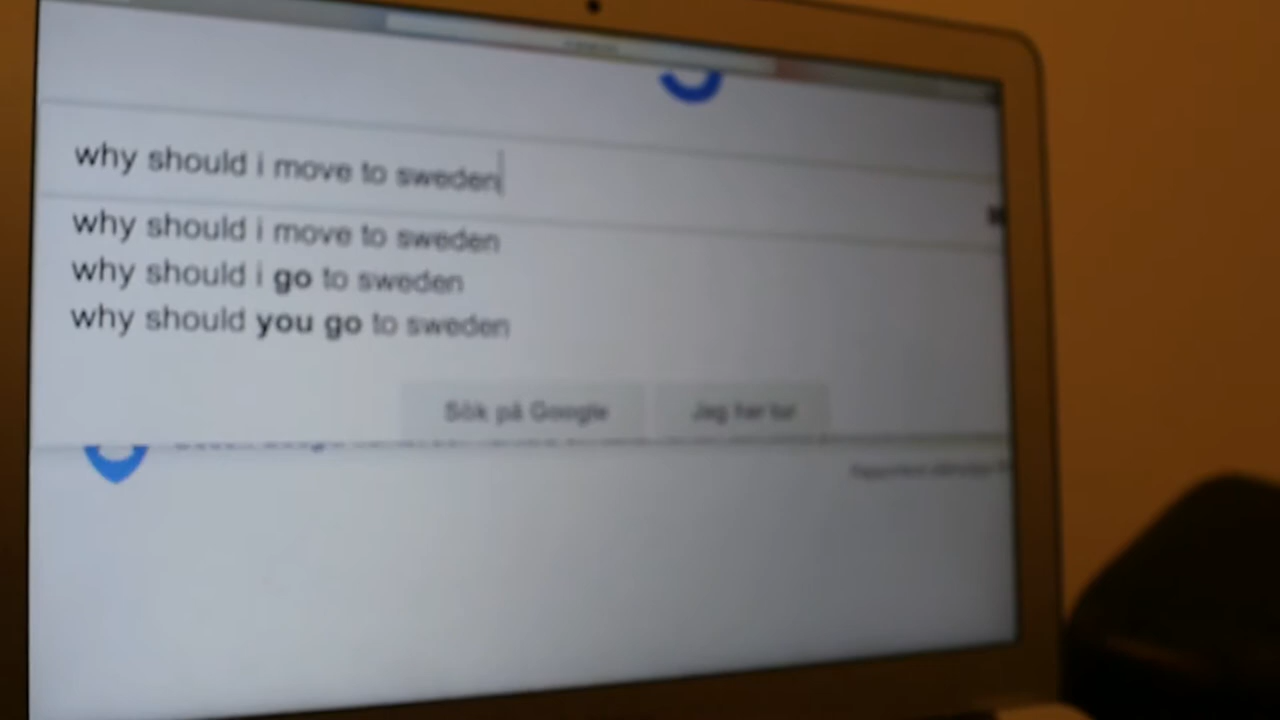 why should i move to sweden
why should i move to sweden
why should i go to sweden
why should you go to sweden
Sök på Google
Jag har tur